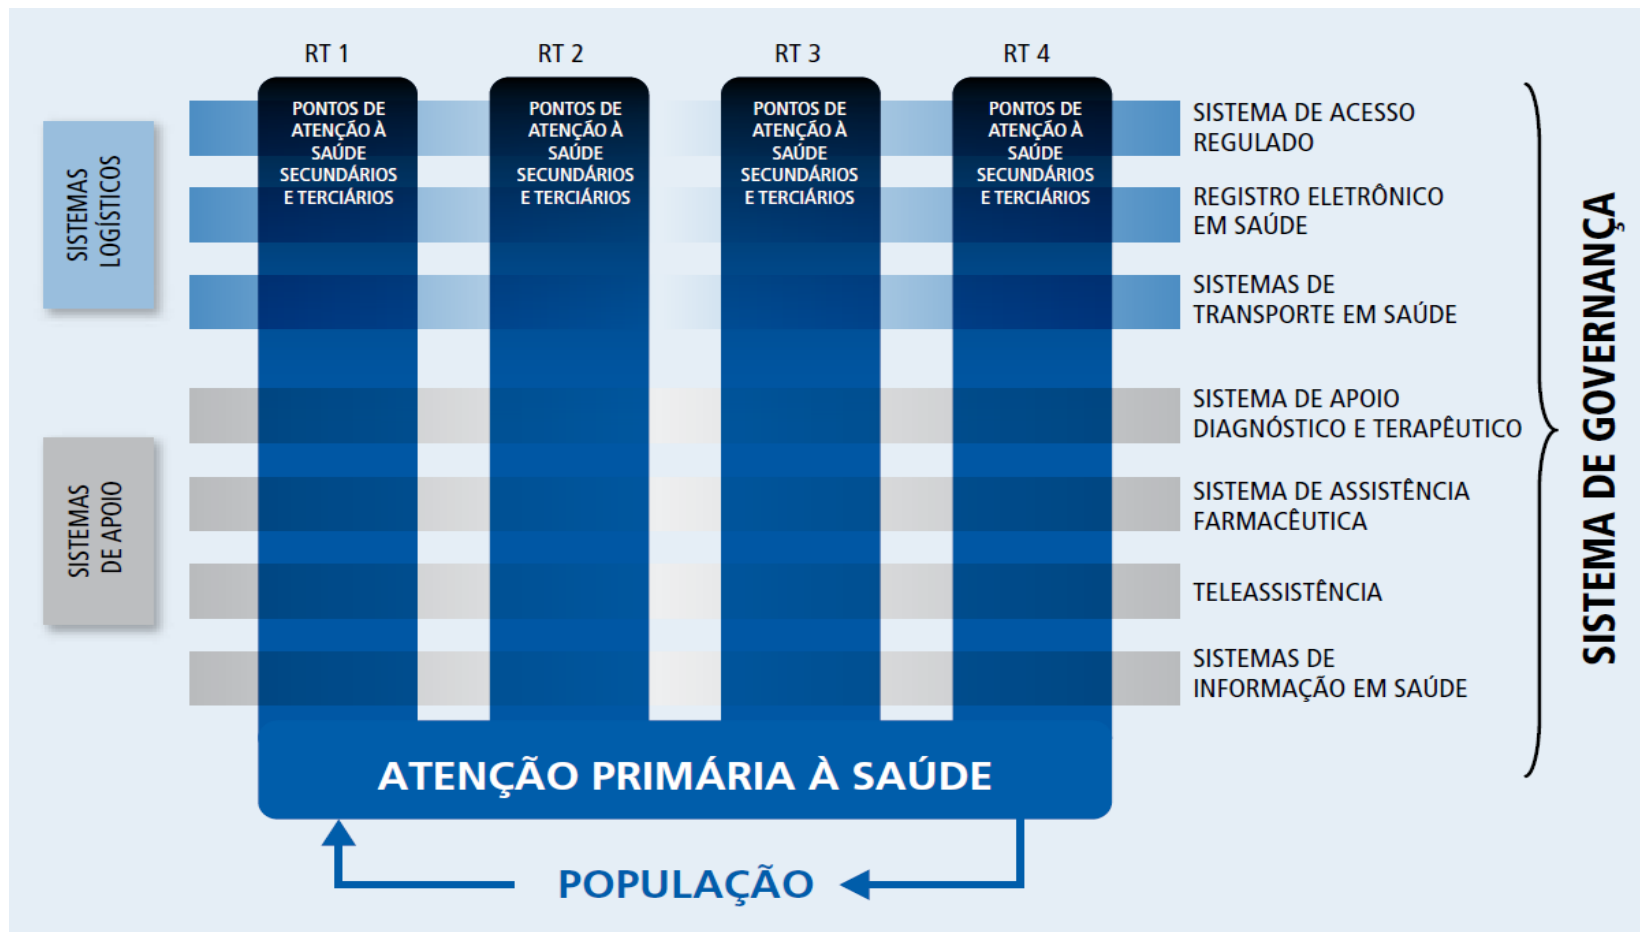 RT 1
RT 2
RT 3
RT 4
PONTOS DE
ATENÇÃO À
SAÚDE
SECUNDÁRIOS
E TERCIÁRIOS
PONTOS DE
ATENÇÃO À
SAÚDE
SECUNDÁRIOS
E TERCIÁRIOS
PONTOS DE
ATENÇÃO À
SAÚDE
SECUNDÁRIOS
E TERCIÁRIOS
PONTOS DE
ATENÇÃO À
SAÚDE
SECUNDÁRIOS
E TERCIÁRIOS
SISTEMAS
LOGÍSTICOS
SISTEMA DE ACESSO
REGULADO
REGISTRO ELETRÔNICO
EM SAÚDE
SISTEMAS DE
TRANSPORTE EM SAÚDE
SISTEMAS
DE APOIO
SISTEMA DE APOIO
DIAGNÓSTICO E TERAPÊUTICO
SISTEMA DE ASSISTÊNCIA
FARMACÊUTICA
TELEASSISTÊNCIA
SISTEMAS DE
INFORMAÇÃO EM SAÚDE
SISTEMA DE GOVERNANÇA
ATENÇÃO PRIMÁRIA À SAÚDE
POPULAÇÃO